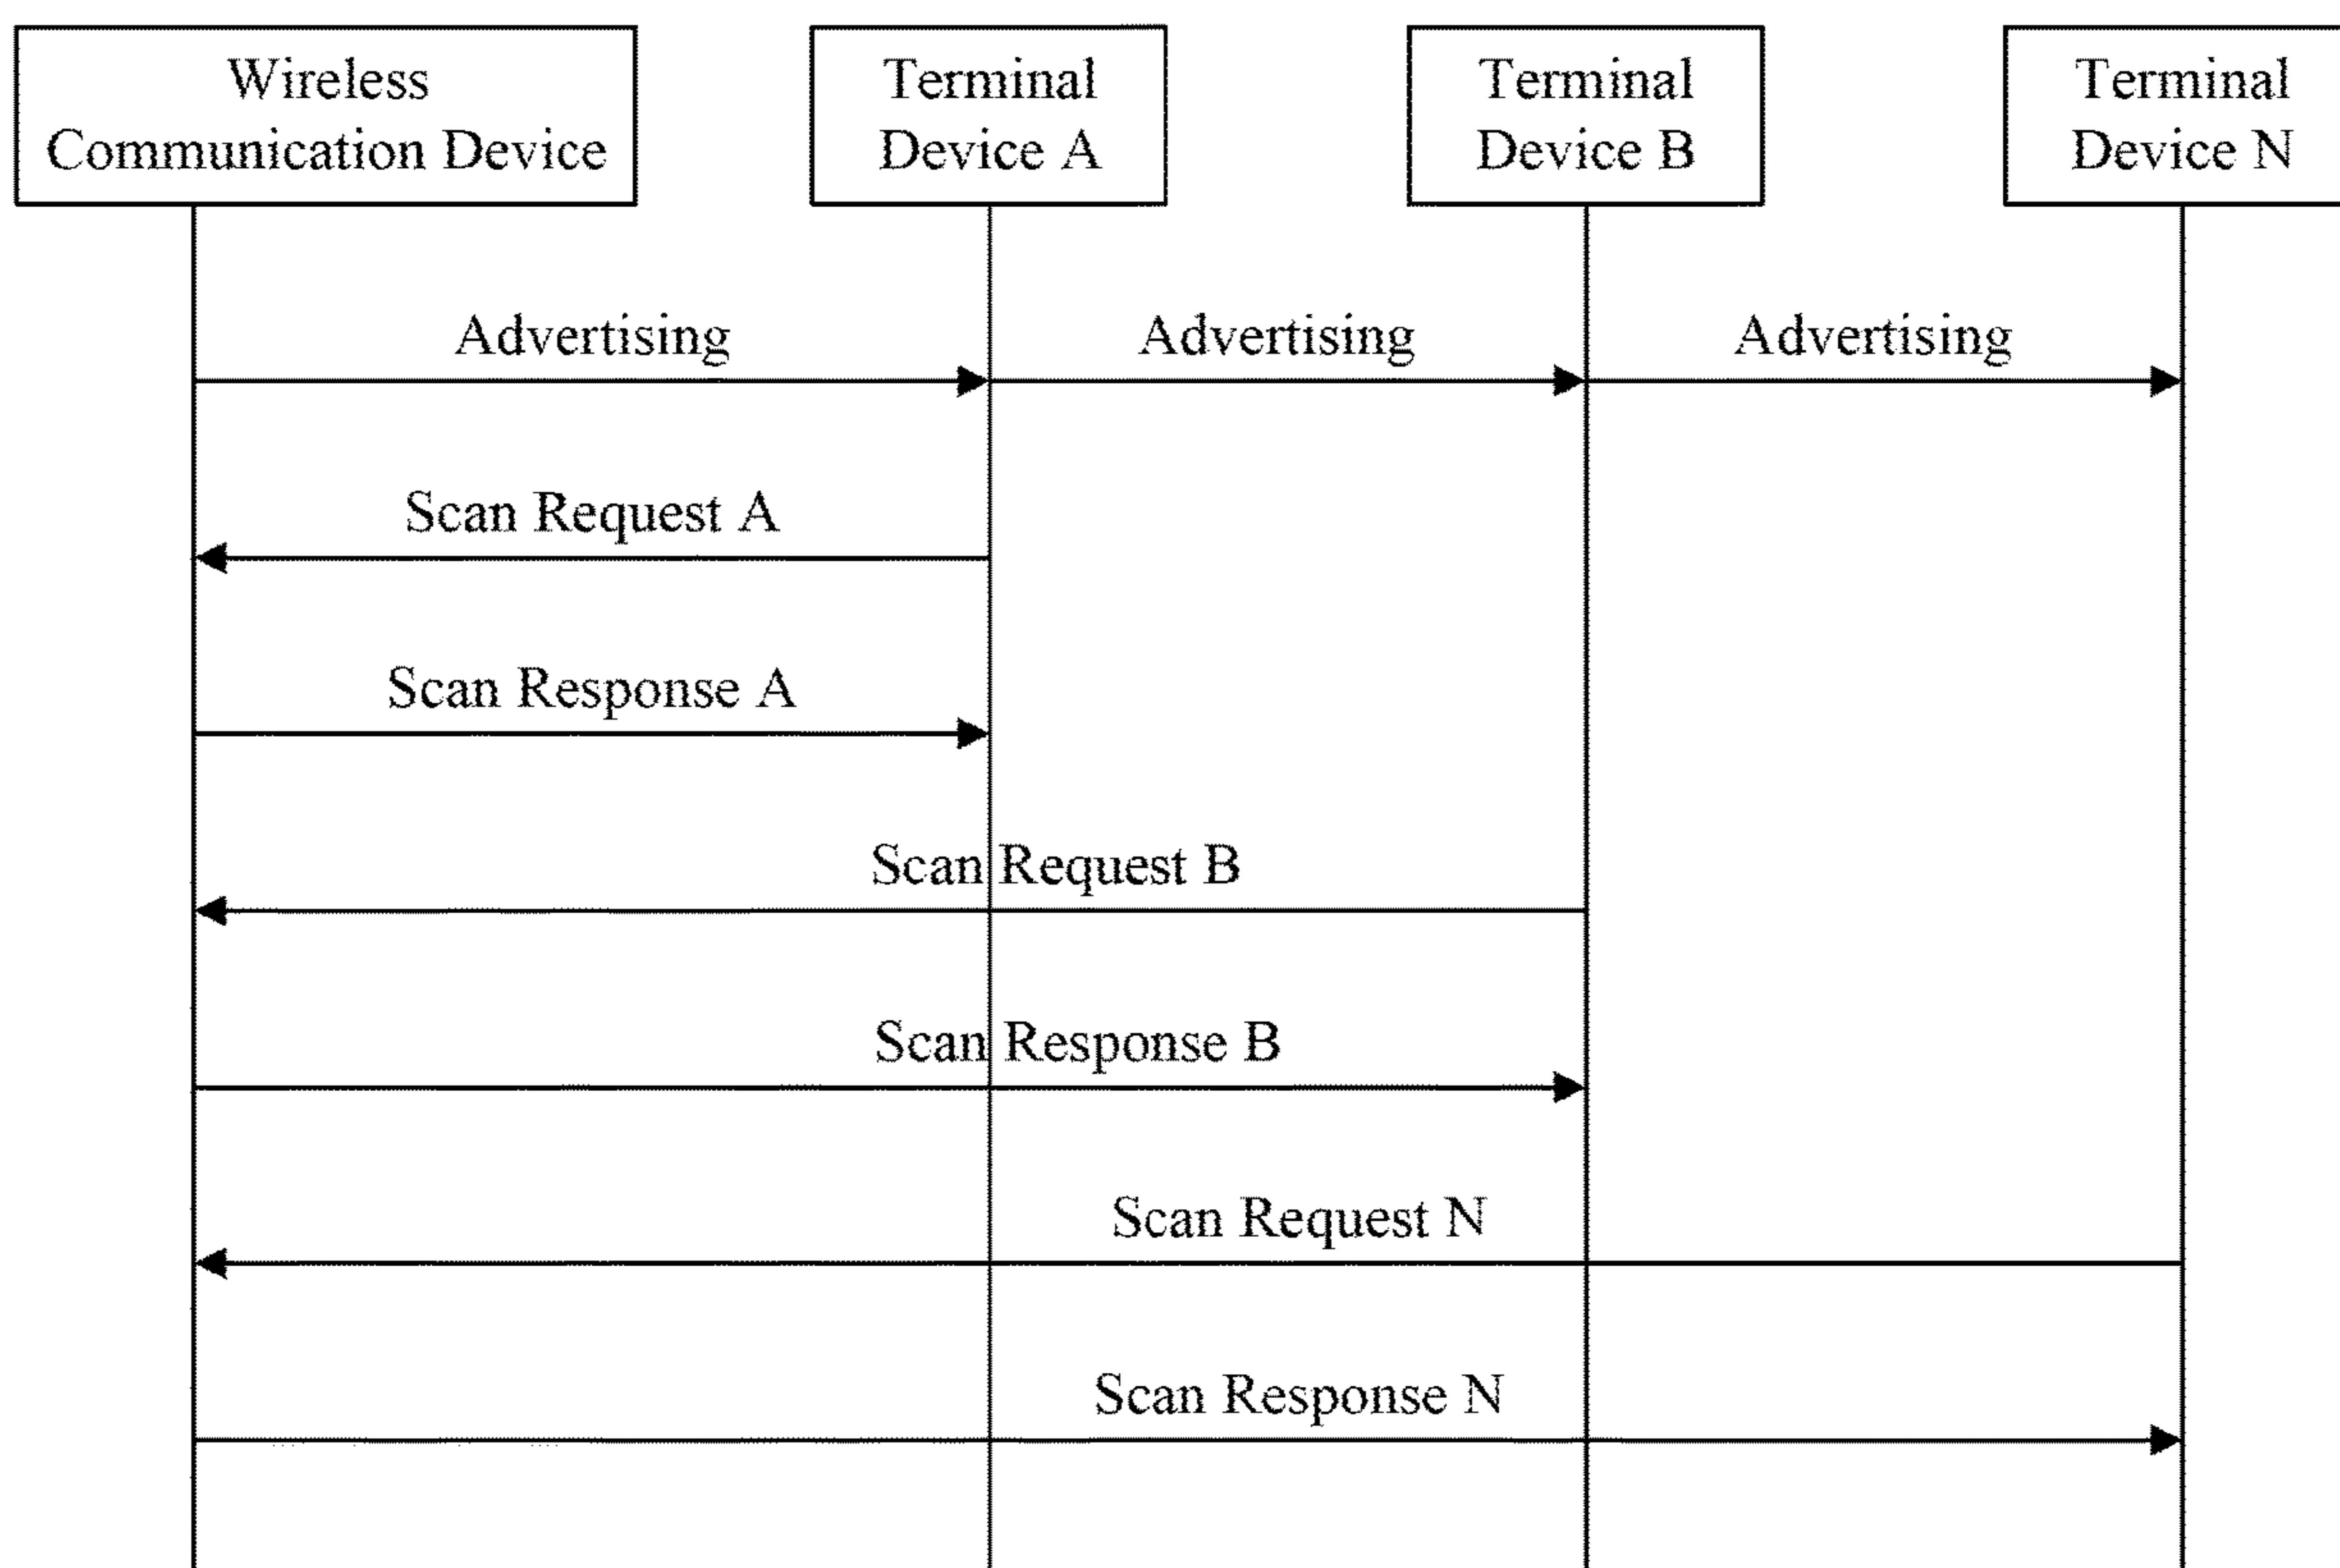 Wireless
Communication Device
Terminal
Device A
Terminal
Device B
Terminal
Device N
Advertising
Advertising
Advertising
Scan Request A
Scan Response A
Scan Request B
Scan Response B
Scan Request N
Scan Response N